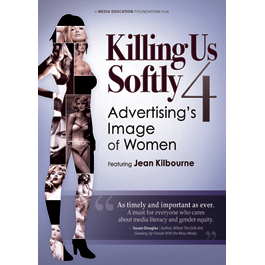 A MEDIA EDUCATION FOUNDATION FILM
Killing Us
Softly 4
Advertising's
Image
of Women
Featuring Jean Kilbourne
“As timely and important as ever.
A must for everyone who cares
about media literacy and gender equity.”
— Susan Douglas | Author, Where The Girls Are:
Growing Up Female With the Mass Media